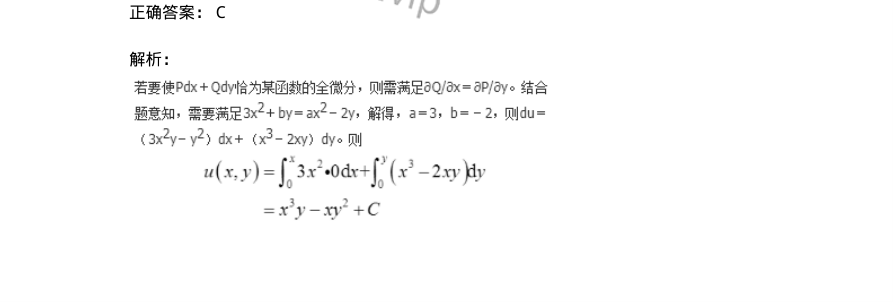 正确答案: C
解析:
若要使Pdx+Qdy恰为某函数的全微分，则需满足∂Q/∂x=∂P/∂y。结合
题意知，需要满足3x²+by=ax²-2y，解得，a=3，b=-2，则du=
（3x²y-y²）dx+（x³-2xy）dy。则
u(x,y)=∫₀ˣ3x²•0dx+∫₀ʸ(x³-2xy)dy
=x³y-xy²+C